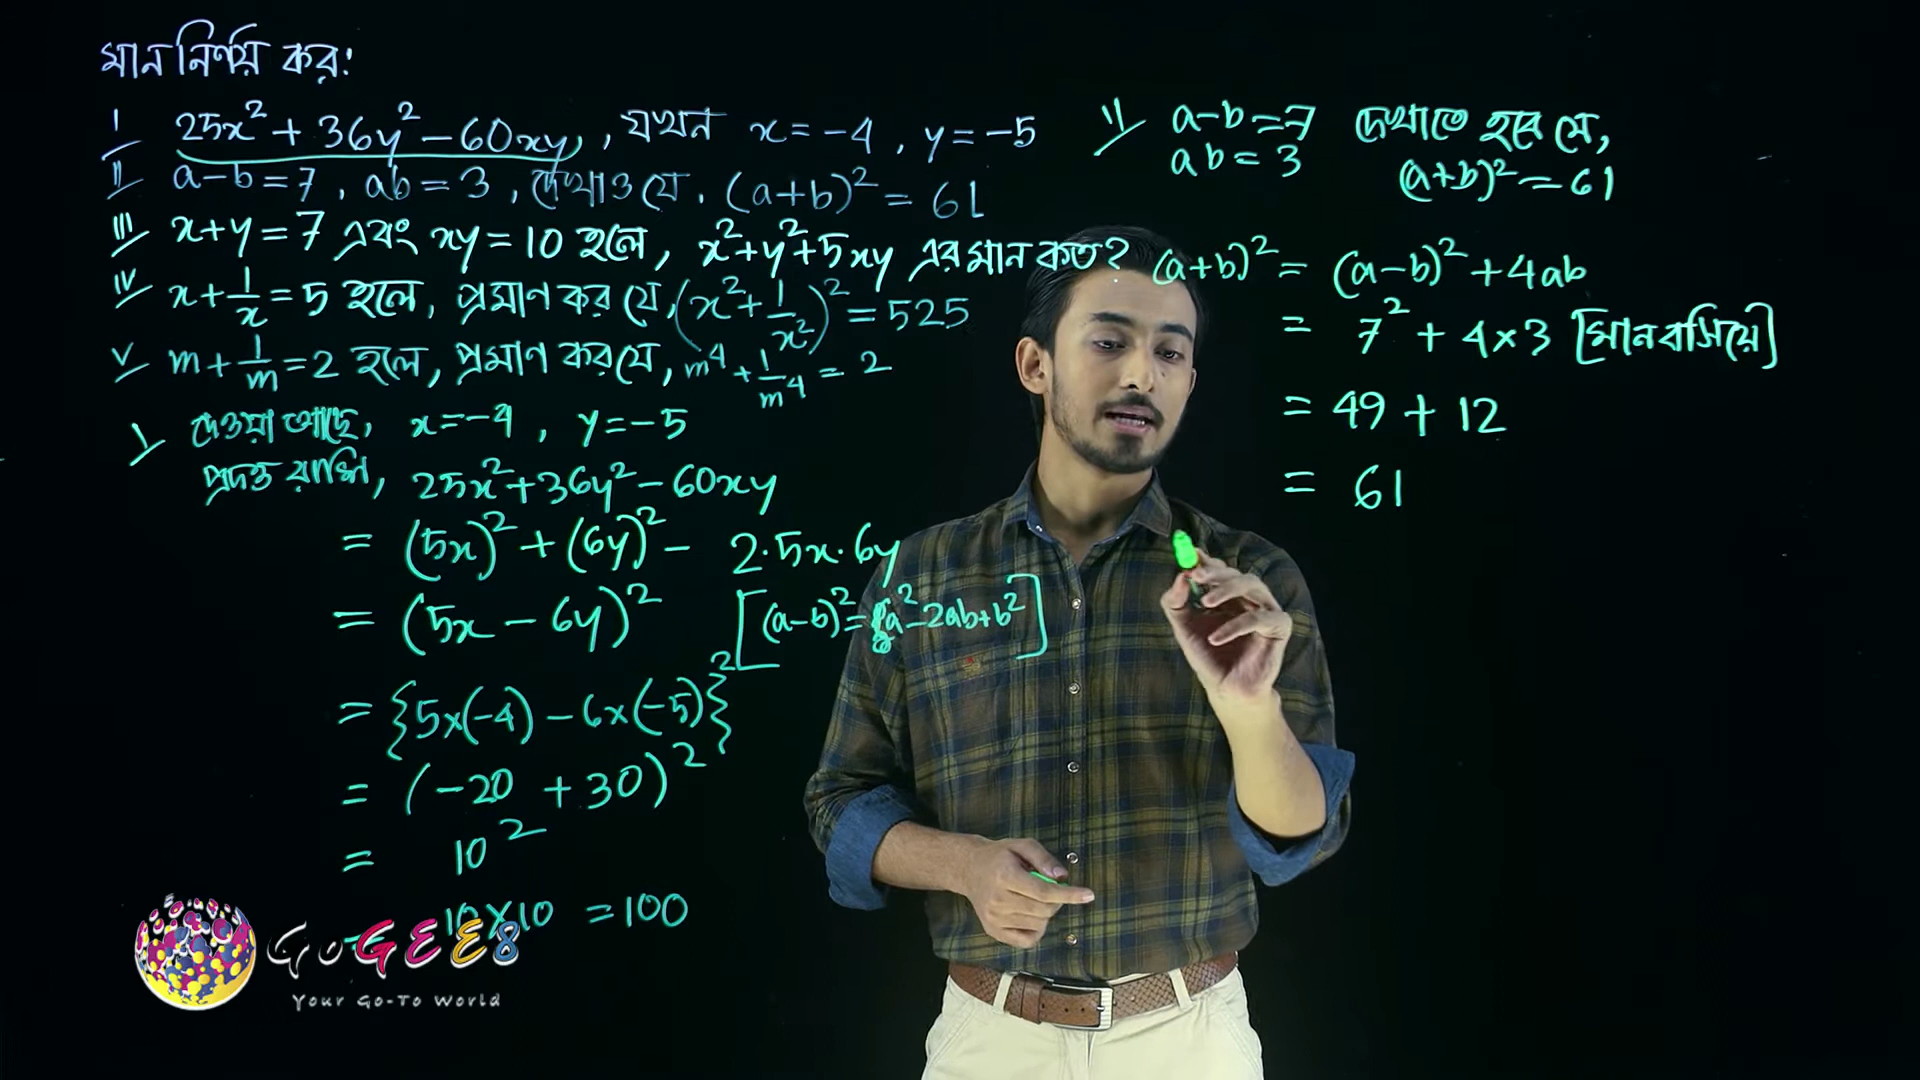 মান নির্ণয় কর:
I 25x² + 36y² − 60xy, যখন x = −4, y = −5
II a−b = 7, ab = 3, দেখাও যে, (a+b)² = 61
III x+y = 7 এবং xy = 10 হলে, x²+y²+5xy এর মান কত?
IV x + 1/x = 5 হলে, প্রমাণ কর যে, (x² + 1/x²)² = 525
V m + 1/m = 2 হলে, প্রমাণ কর যে, m⁴ + 1/m⁴ = 2
I দেওয়া আছে, x = −4, y = −5
প্রদত্ত রাশি, 25x² + 36y² − 60xy
= (5x)² + (6y)² − 2·5x·6y
= (5x − 6y)² [(a−b)² = a² − 2ab + b²]
= {5×(−4) − 6×(−5)}²
= (−20 + 30)²
= 10²
= 10×10 = 100
II a−b = 7 দেখাতে হবে যে,
ab = 3 (a+b)² = 61
(a+b)² = (a−b)² + 4ab
= 7² + 4×3 [মান বসিয়ে]
= 49 + 12
= 61
GoGEE8
Your Go-To World